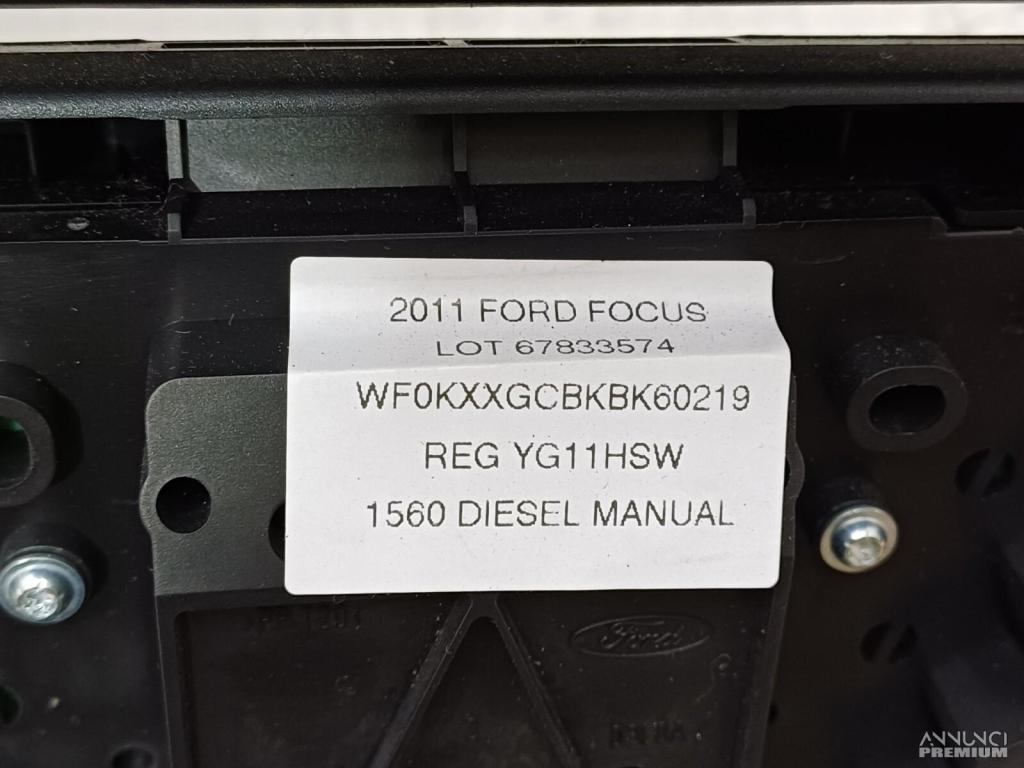 2011 FORD FOCUS
LOT 67833574
WF0KXXGCBKBK60219
REG YG11HSW
1560 DIESEL MANUAL
Ford
ANNUNCI
PREMIUM